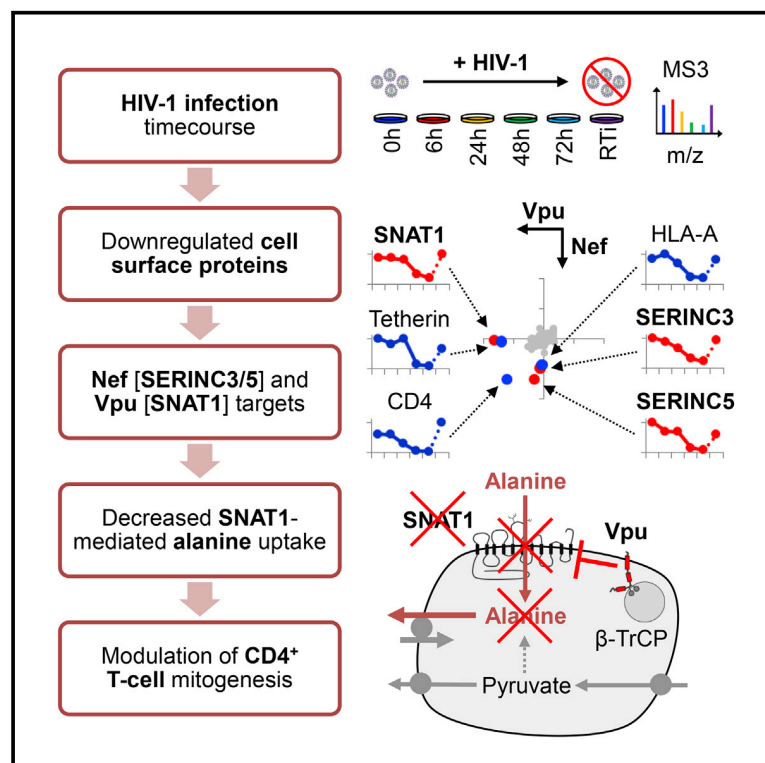 HIV-1 infection
timecourse
Downregulated cell
surface proteins
Nef [SERINC3/5] and
Vpu [SNAT1] targets
Decreased SNAT1-
mediated alanine uptake
Modulation of CD4⁺
T-cell mitogenesis
+ HIV-1
MS3
0h
6h
24h
48h
72h
RTi
m/z
Vpu
Nef
SNAT1
Tetherin
CD4
HLA-A
SERINC3
SERINC5
Alanine
SNAT1
Vpu
Alanine
β-TrCP
Pyruvate